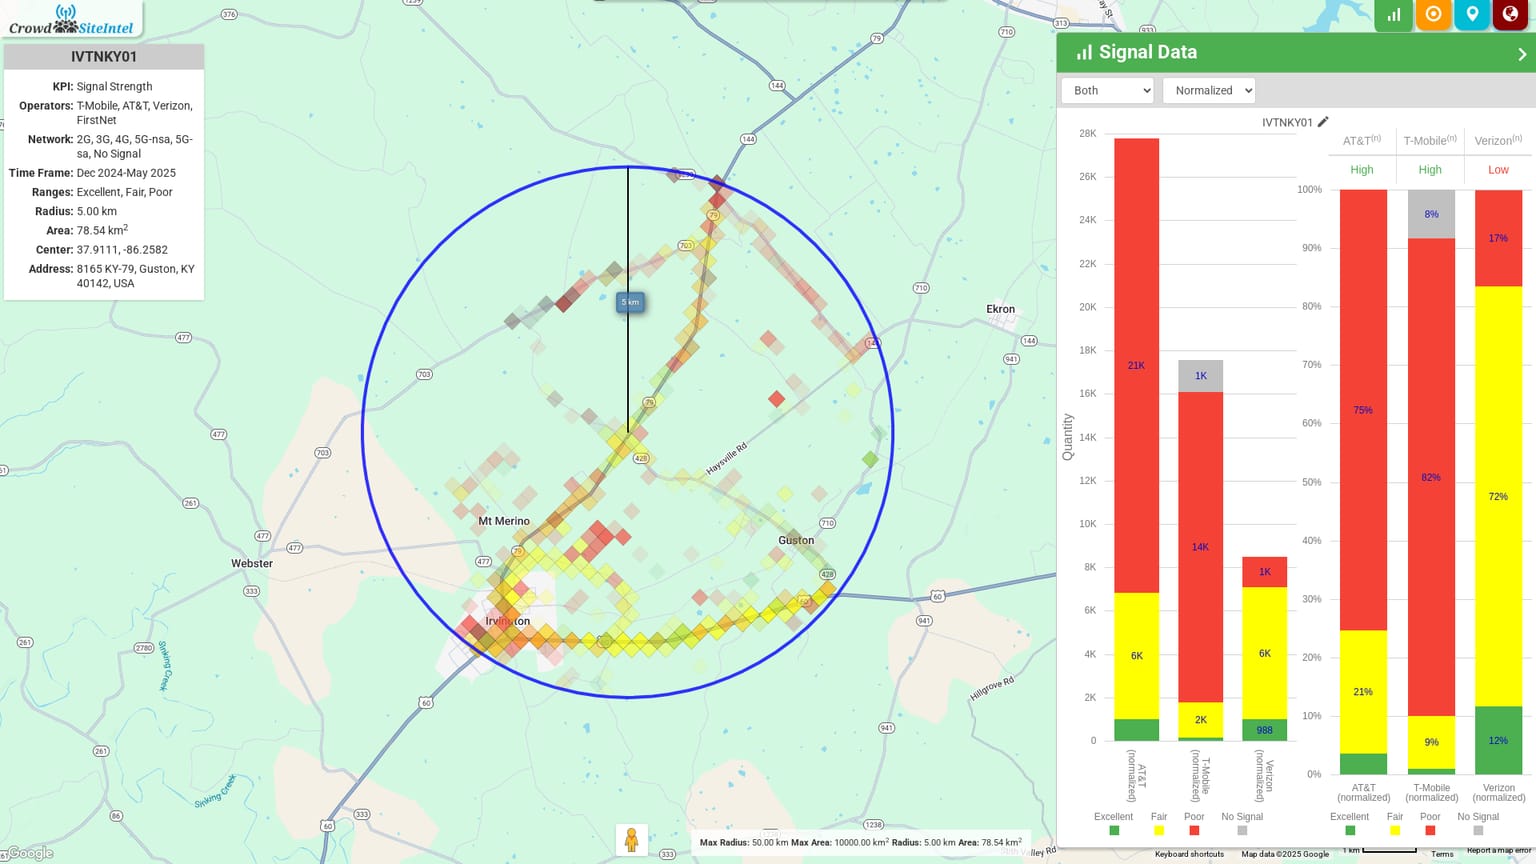 Crowd SiteIntel
IVTNKY01
KPI: Signal Strength
Operators: T-Mobile, AT&T, Verizon,
FirstNet
Network: 2G, 3G, 4G, 5G-nsa, 5G-
sa, No Signal
Time Frame: Dec 2024-May 2025
Ranges: Excellent, Fair, Poor
Radius: 5.00 km
Area: 78.54 km2
Center: 37.9111, -86.2582
Address: 8165 KY-79, Guston, KY
40142, USA
376
79
313
710
933
144
144
79
703
710
5 km
Ekron
144
144
941
477
703
79
477
703
428
Haysville Rd
261
Mt Merino
710
477
477
79
Guston
Webster
477
428
333
60
60
941
Irvington
261
2780
Sinking Creek
Hillgrove Rd
60
941
261
Sinking Creek
86
333
60
1238
333
Google
Max Radius: 50.00 km Max Area: 10000.00 km2 Radius: 5.00 km Area: 78.54 km2
Keyboard shortcuts
Map data ©2025 Google
1 km
Terms
Report a map error
Signal Data
Both
Normalized
IVTNKY01
Quantity
28K
26K
24K
22K
20K
18K
16K
14K
12K
10K
8K
6K
4K
2K
0
21K
6K
1K
14K
2K
1K
6K
988
AT&T
(normalized)
T-Mobile
(normalized)
Verizon
(normalized)
Excellent
Fair
Poor
No Signal
AT&T(n)
T-Mobile(n)
Verizon(n)
High
High
Low
100%
90%
80%
70%
60%
50%
40%
30%
20%
10%
0%
75%
21%
8%
82%
9%
17%
72%
12%
AT&T
(normalized)
T-Mobile
(normalized)
Verizon
(normalized)
Excellent
Fair
Poor
No Signal